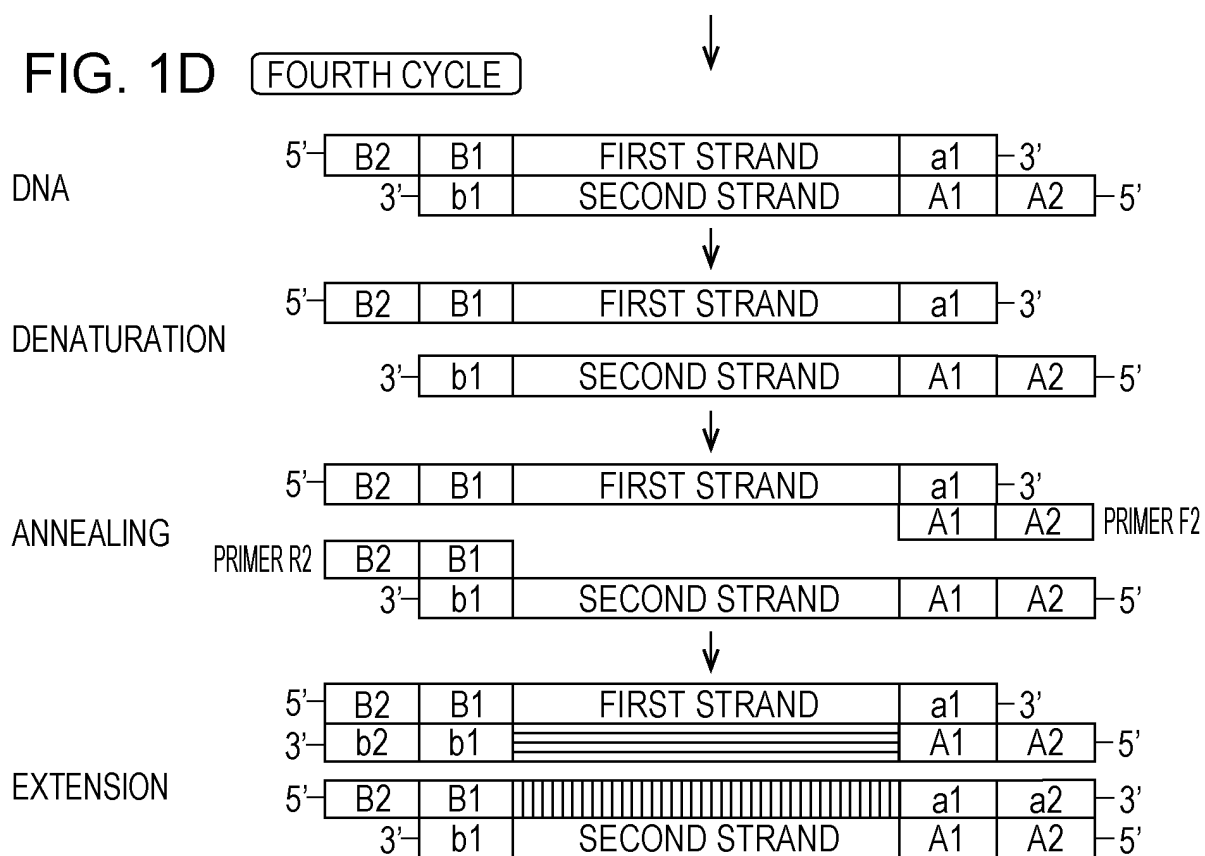 FIG. 1D FOURTH CYCLE
5' B2 B1 FIRST STRAND a1 3'
DNA
3' b1 SECOND STRAND A1 A2 5'
5' B2 B1 FIRST STRAND a1 3'
DENATURATION
3' b1 SECOND STRAND A1 A2 5'
5' B2 B1 FIRST STRAND a1 3'
A1 A2 PRIMER F2
ANNEALING
PRIMER R2 B2 B1
3' b1 SECOND STRAND A1 A2 5'
5' B2 B1 FIRST STRAND a1 3'
3' b2 b1 A1 A2 5'
EXTENSION
5' B2 B1 a1 a2 3'
3' b1 SECOND STRAND A1 A2 5'